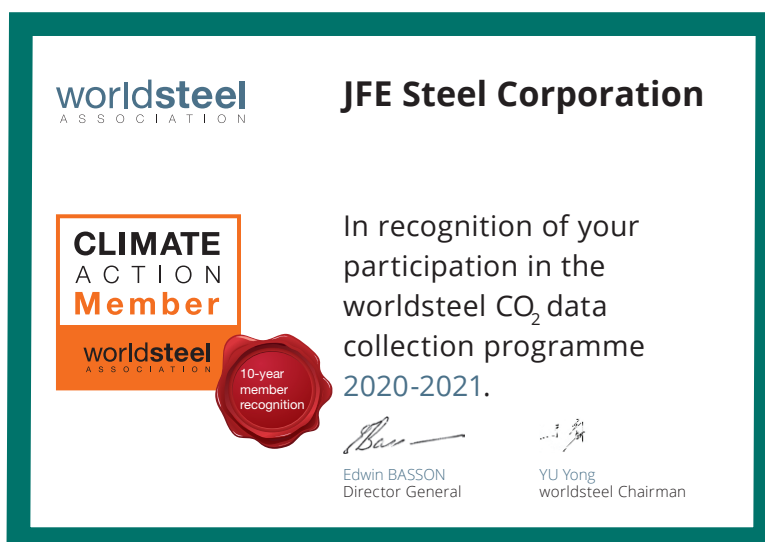 worldsteel
ASSOCIATION
JFE Steel Corporation
CLIMATE
ACTION
Member
worldsteel
ASSOCIATION
10-year
member
recognition
In recognition of your
participation in the
worldsteel CO₂ data
collection programme
2020-2021.
Edwin BASSON
Director General
YU Yong
worldsteel Chairman